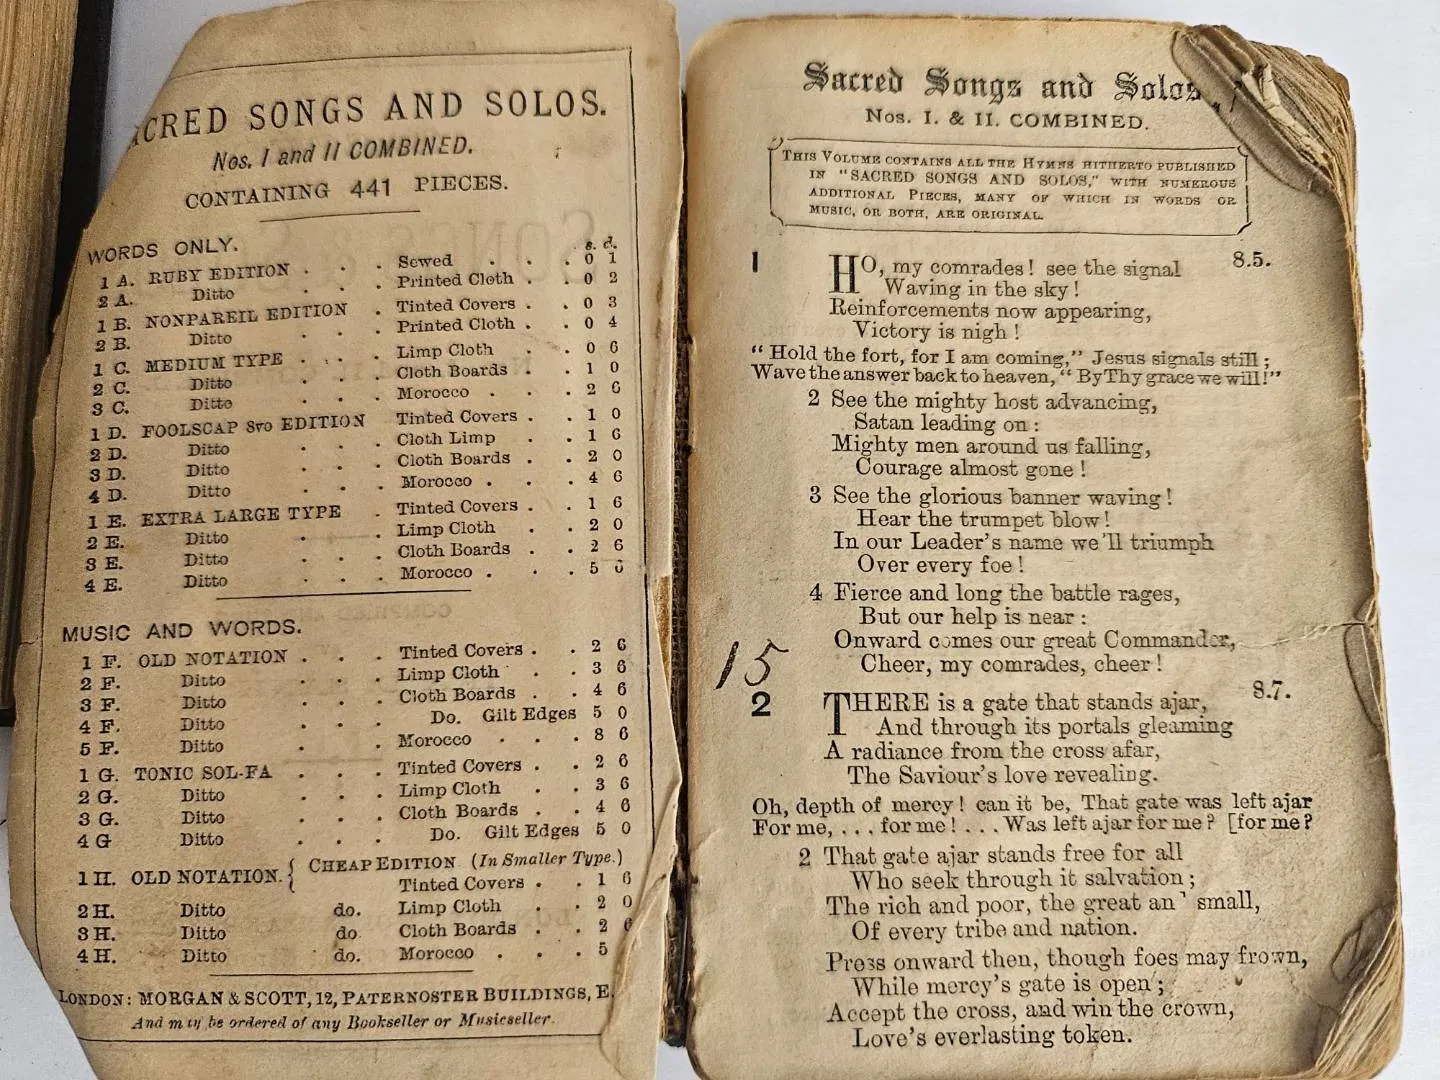 CRED SONGS AND SOLOS.
Nos. I and II COMBINED.
CONTAINING 441 PIECES.
WORDS ONLY. s. d.
1 A. RUBY EDITION . . . Sewed . . . . 0 1
2 A. Ditto . . . Printed Cloth . . 0 2
1 B. NONPAREIL EDITION . Tinted Covers . . 0 3
2 B. Ditto . . . Printed Cloth . . 0 4
1 C. MEDIUM TYPE . . . Limp Cloth . . 0 6
2 C. Ditto . . . Cloth Boards . . 1 0
3 C. Ditto . . . Morocco . . . 2 6
1 D. FOOLSCAP 8vo EDITION Tinted Covers . . 1 0
2 D. Ditto . . . Cloth Limp . . 1 6
3 D. Ditto . . . Cloth Boards . . 2 0
4 D. Ditto . . . Morocco . . . 4 6
1 E. EXTRA LARGE TYPE . Tinted Covers . . 1 6
2 E. Ditto . . . Limp Cloth . . 2 0
3 E. Ditto . . . Cloth Boards . . 2 6
4 E. Ditto . . . Morocco . . . 5
MUSIC AND WORDS.
1 F. OLD NOTATION . . . Tinted Covers . . 2 6
2 F. Ditto . . . Limp Cloth . . 3 6
3 F. Ditto . . . Cloth Boards . . 4 6
4 F. Ditto . . . Do. Gilt Edges 5 0
5 F. Ditto . . . Morocco . . . 8 6
1 G. TONIC SOL-FA . . . Tinted Covers . . 2 6
2 G. Ditto . . . Limp Cloth . . 3 6
3 G. Ditto . . . Cloth Boards . . 4 6
4 G Ditto . . . Do. Gilt Edges 5 0
CHEAP EDITION (In Smaller Type.)
1 H. OLD NOTATION. { Tinted Covers . . 1 6
2 H. Ditto do. Limp Cloth . . 2 0
3 H. Ditto do. Cloth Boards . . 2 6
4 H. Ditto do. Morocco . . . 5
LONDON: MORGAN & SCOTT, 12, PATERNOSTER BUILDINGS, E.
And may be ordered of any Bookseller or Musicseller.
Sacred Songs and Solos.
Nos. I. & II. COMBINED.
THIS VOLUME CONTAINS ALL THE HYMNS HITHERTO PUBLISHED
IN "SACRED SONGS AND SOLOS," WITH NUMEROUS
ADDITIONAL PIECES, MANY OF WHICH IN WORDS OR
MUSIC, OR BOTH, ARE ORIGINAL.
1 HO, my comrades! see the signal 8.5.
Waving in the sky!
Reinforcements now appearing,
Victory is nigh!
"Hold the fort, for I am coming," Jesus signals still;
Wave the answer back to heaven, "By Thy grace we will!"
2 See the mighty host advancing,
Satan leading on:
Mighty men around us falling,
Courage almost gone!
3 See the glorious banner waving!
Hear the trumpet blow!
In our Leader's name we'll triumph
Over every foe!
4 Fierce and long the battle rages,
But our help is near:
Onward comes our great Commander,
Cheer, my comrades, cheer!
15
2 THERE is a gate that stands ajar, 8.7.
And through its portals gleaming
A radiance from the cross afar,
The Saviour's love revealing.
Oh, depth of mercy! can it be, That gate was left ajar
For me, . . . for me! . . . Was left ajar for me? [for me?
2 That gate ajar stands free for all
Who seek through it salvation;
The rich and poor, the great an' small,
Of every tribe and nation.
Press onward then, though foes may frown,
While mercy's gate is open;
Accept the cross, and win the crown,
Love's everlasting token.